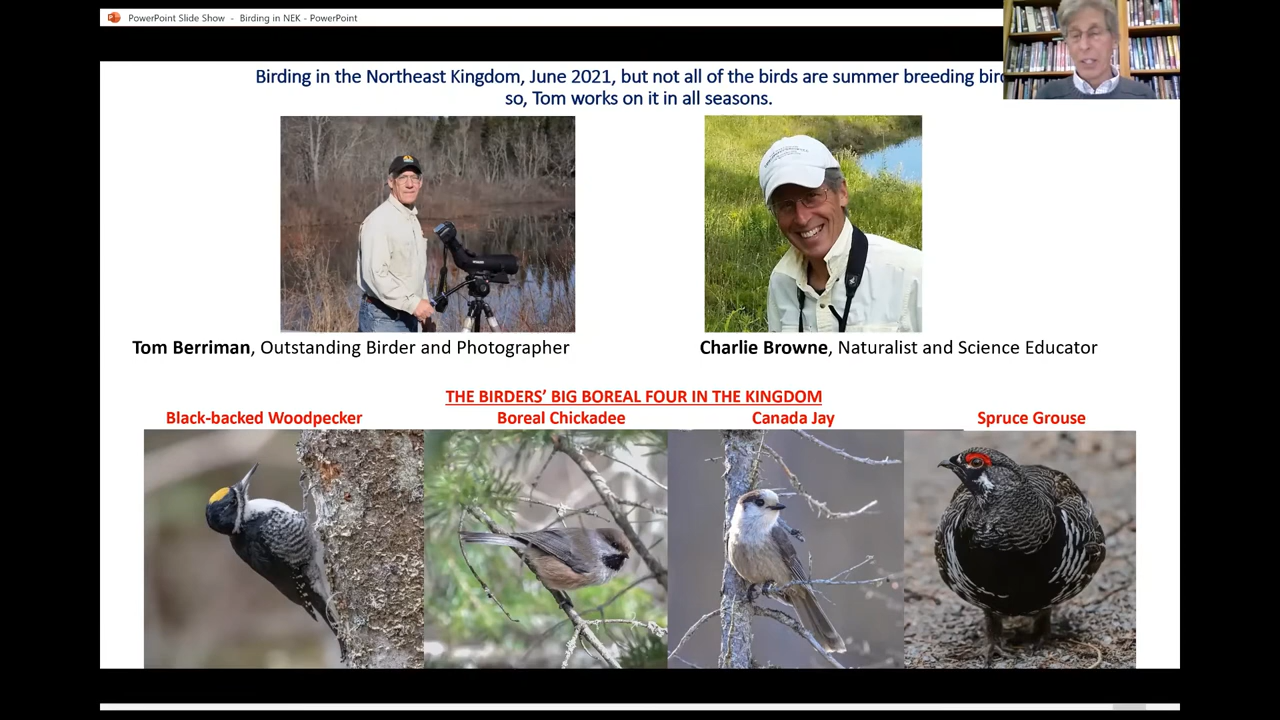 PowerPoint Slide Show - Birding in NEK - PowerPoint
Birding in the Northeast Kingdom, June 2021, but not all of the birds are summer breeding
so, Tom works on it in all seasons.
Tom Berriman, Outstanding Birder and Photographer
Charlie Browne, Naturalist and Science Educator
THE BIRDERS' BIG BOREAL FOUR IN THE KINGDOM
Black-backed Woodpecker
Boreal Chickadee
Canada Jay
Spruce Grouse